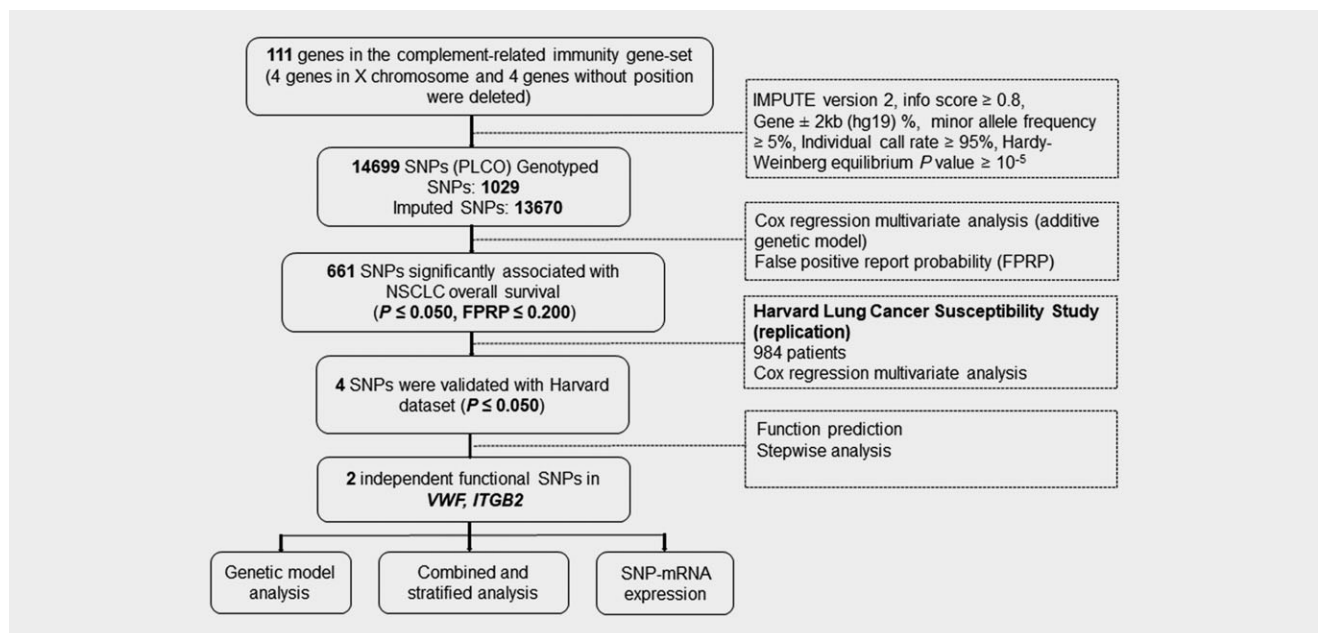 111 genes in the complement-related immunity gene-set
(4 genes in X chromosome and 4 genes without position
were deleted)
IMPUTE version 2, info score ≥ 0.8,
Gene ± 2kb (hg19) %, minor allele frequency
≥ 5%, Individual call rate ≥ 95%, Hardy-
Weinberg equilibrium P value ≥ 10⁻⁵
14699 SNPs (PLCO) Genotyped
SNPs: 1029
Imputed SNPs: 13670
Cox regression multivariate analysis (additive
genetic model)
False positive report probability (FPRP)
661 SNPs significantly associated with
NSCLC overall survival
(P ≤ 0.050, FPRP ≤ 0.200)
Harvard Lung Cancer Susceptibility Study
(replication)
984 patients
Cox regression multivariate analysis
4 SNPs were validated with Harvard
dataset (P ≤ 0.050)
Function prediction
Stepwise analysis
2 independent functional SNPs in
VWF, ITGB2
Genetic model
analysis
Combined and
stratified analysis
SNP-mRNA
expression